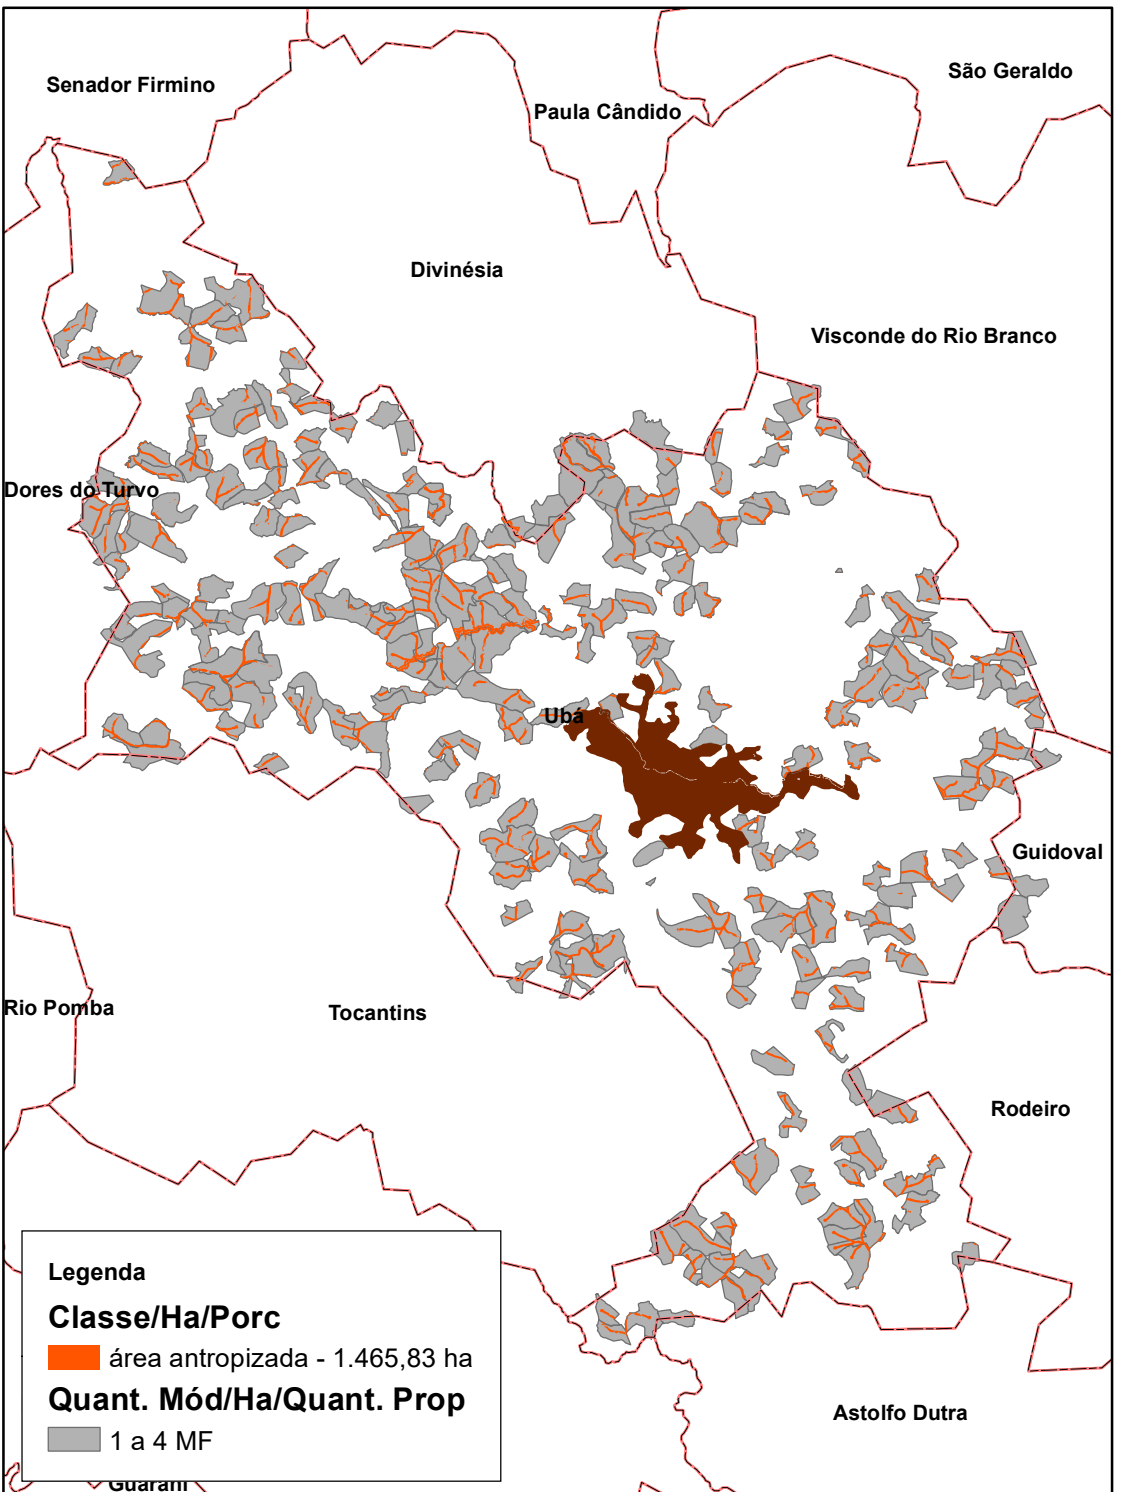 São Geraldo
Senador Firmino
Paula Cândido
Divinésia
Visconde do Rio Branco
Dores do Turvo
Ubá
Guidoval
Rio Pomba
Tocantins
Rodeiro
Legenda
Classe/Ha/Porc
área antropizada - 1.465,83 ha
Quant. Mód/Ha/Quant. Prop
1 a 4 MF
Astolfo Dutra
Guarani